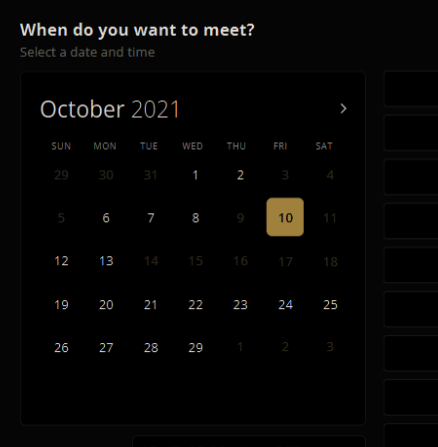 When do you want to meet?
Select a date and time
October 2021
SUN MON TUE WED THU FRI SAT
29 30 31 1 2 3 4
5 6 7 8 9 10 11
12 13 14 15 16 17 18
19 20 21 22 23 24 25
26 27 28 29 1 2 3